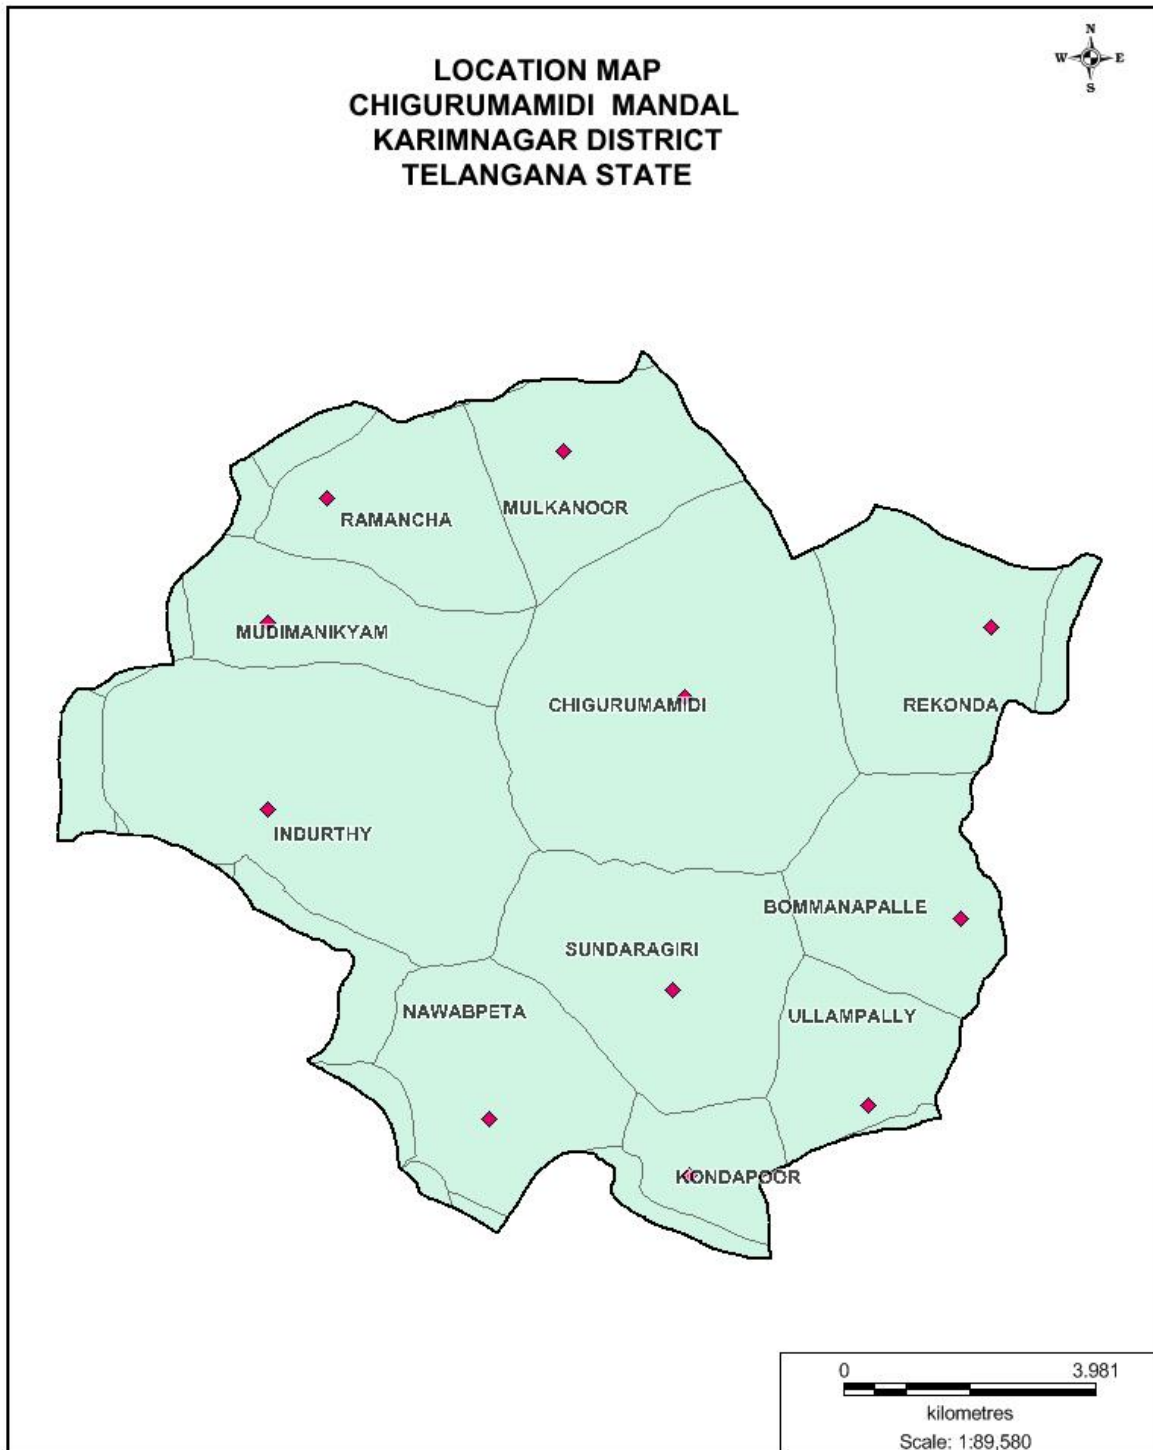 N
W E
S
LOCATION MAP
CHIGURUMAMIDI MANDAL
KARIMNAGAR DISTRICT
TELANGANA STATE
MULKANOOR
RAMANCHA
MUDIMANIKYAM
CHIGURUMAMIDI
REKONDA
INDURTHY
BOMMANAPALLE
SUNDARAGIRI
NAWABPETA
ULLAMPALLY
KONDAPOOR
0 3.981
kilometres
Scale: 1:89,580